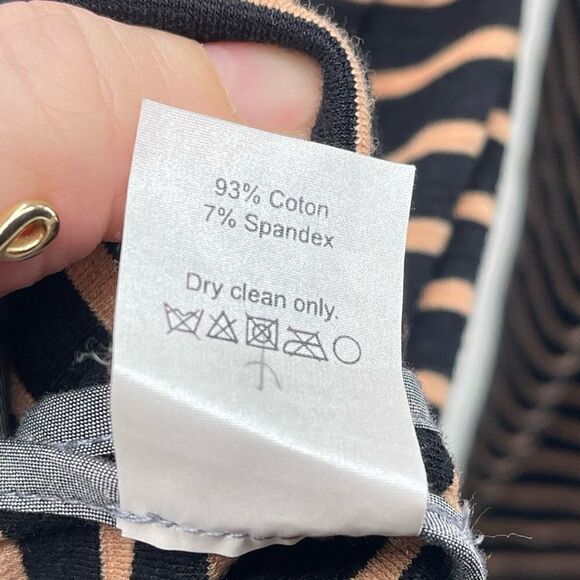 93% Coton
7% Spandex
Dry clean only.